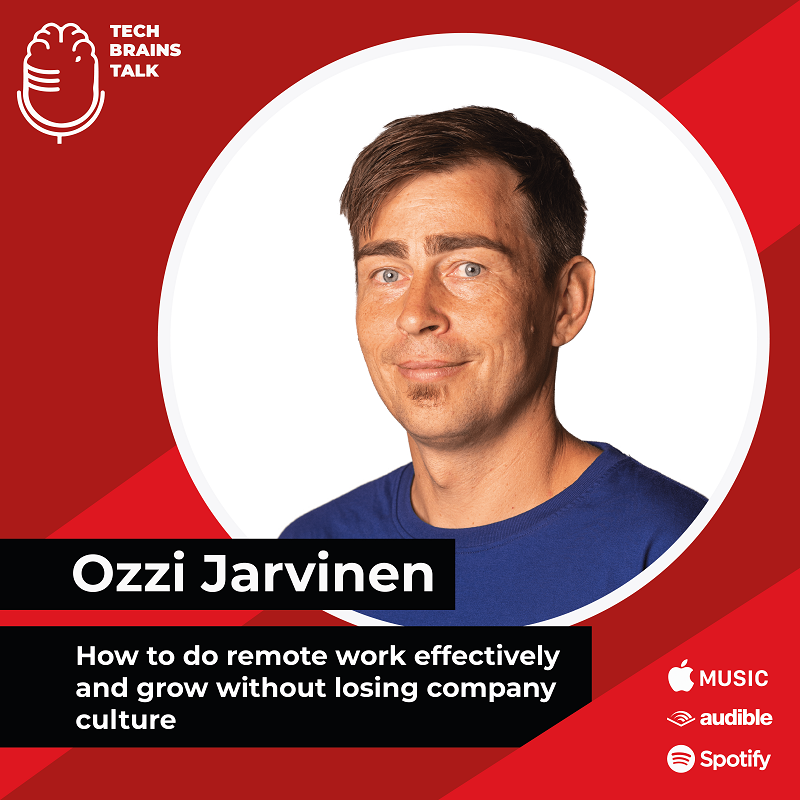 TECH
BRAINS
TALK
Ozzi Jarvinen
How to do remote work effectively
and grow without losing company
culture
MUSIC
audible
Spotify